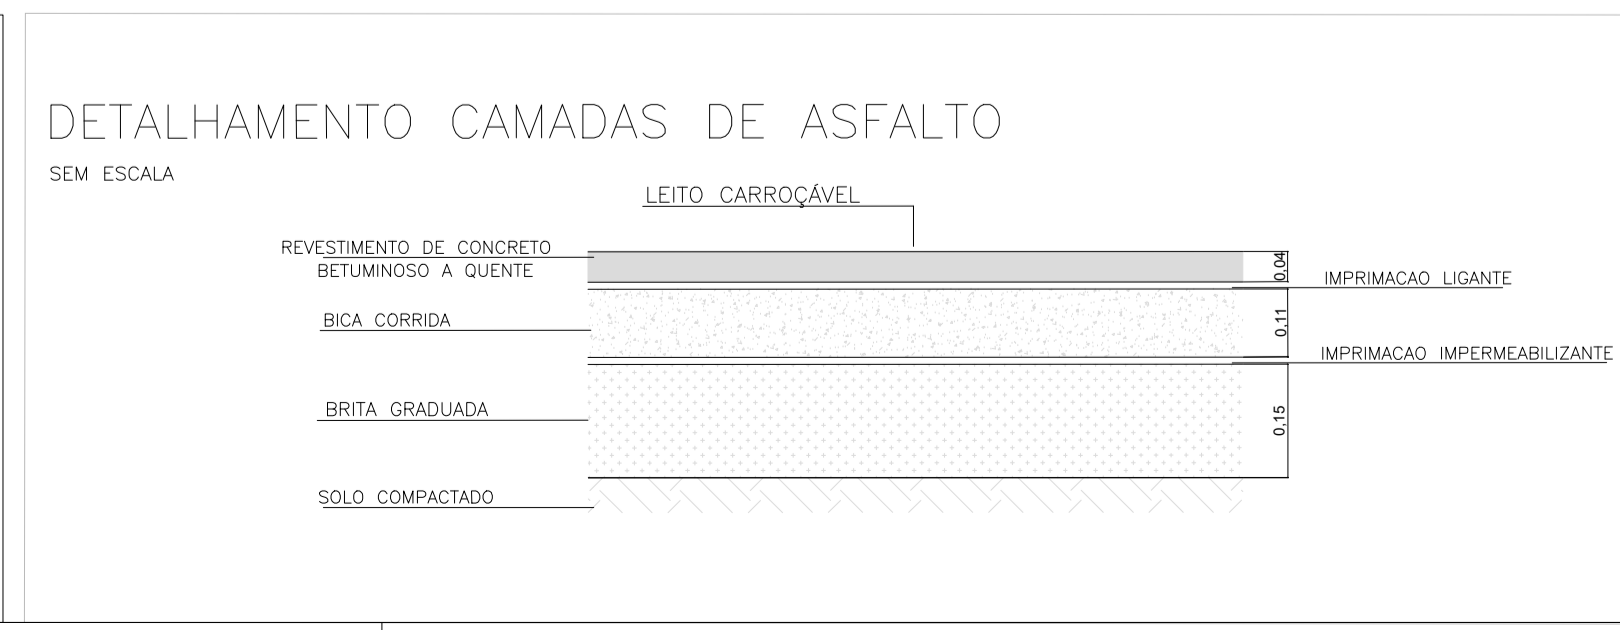 DETALHAMENTO CAMADAS DE ASFALTO
SEM ESCALA
LEITO CARROÇÁVEL
REVESTIMENTO DE CONCRETO
BETUMINOSO A QUENTE
0,04
IMPRIMACAO LIGANTE
BICA CORRIDA
0,11
IMPRIMACAO IMPERMEABILIZANTE
BRITA GRADUADA
0,15
SOLO COMPACTADO